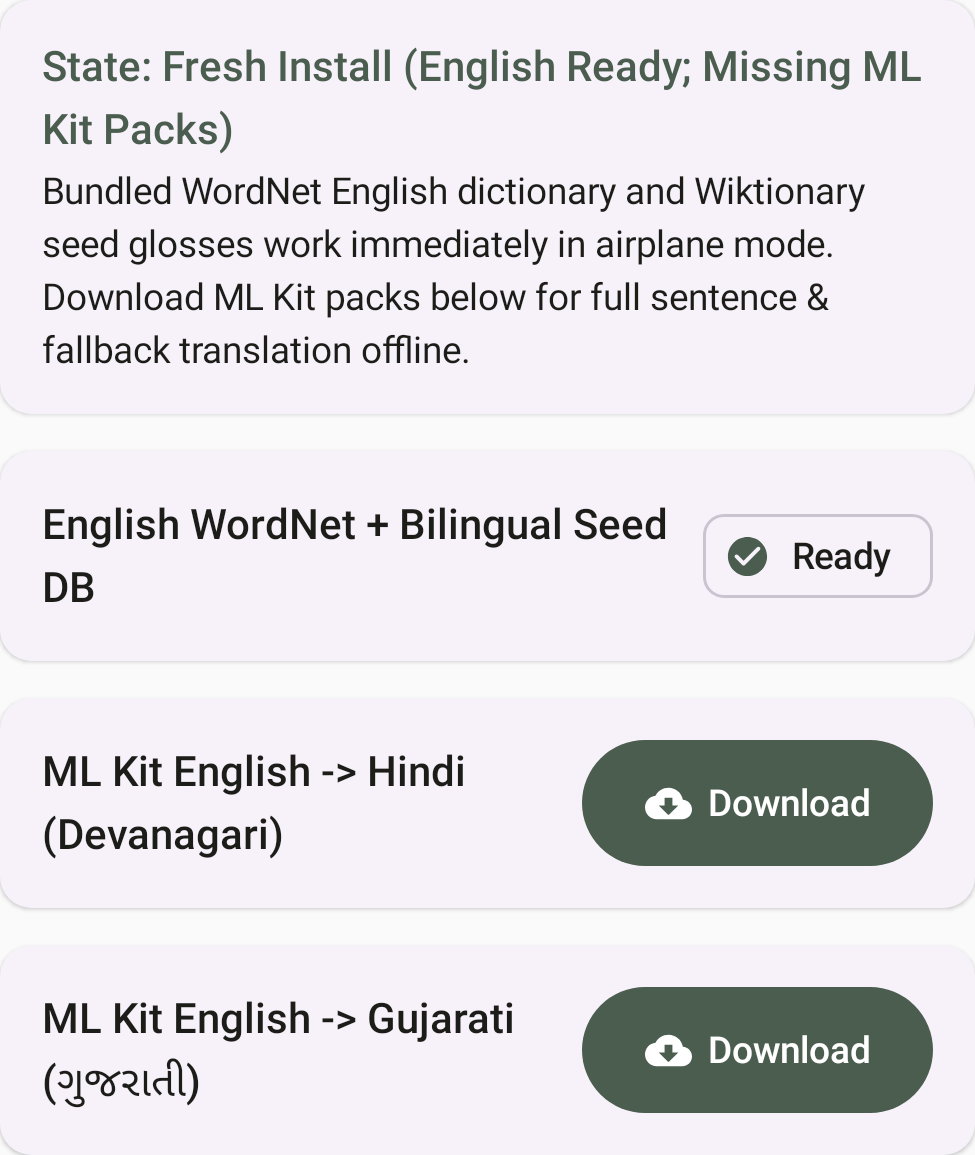 State: Fresh Install (English Ready; Missing ML
Kit Packs)
Bundled WordNet English dictionary and Wiktionary
seed glosses work immediately in airplane mode.
Download ML Kit packs below for full sentence &
fallback translation offline.
English WordNet + Bilingual Seed
DB
Ready
ML Kit English -> Hindi
(Devanagari)
Download
ML Kit English -> Gujarati
(ગુજરાતી)
Download